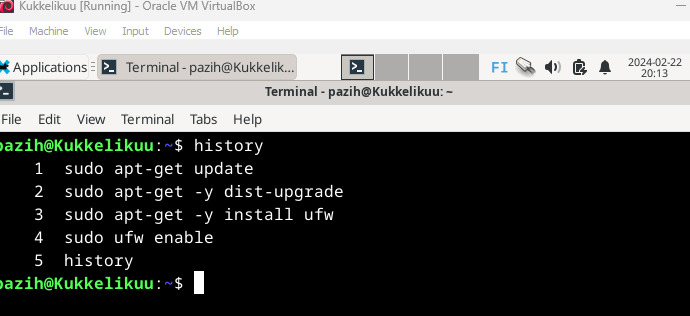 Kukkelikuu [Running] - Oracle VM VirtualBox
File Machine View Input Devices Help
Applications Terminal - pazih@Kukkelik... FI 2024-02-22
20:13
Terminal - pazih@Kukkelikuu: ~
File Edit View Terminal Tabs Help
pazih@Kukkelikuu:~$ history
1 sudo apt-get update
2 sudo apt-get -y dist-upgrade
3 sudo apt-get -y install ufw
4 sudo ufw enable
5 history
pazih@Kukkelikuu:~$